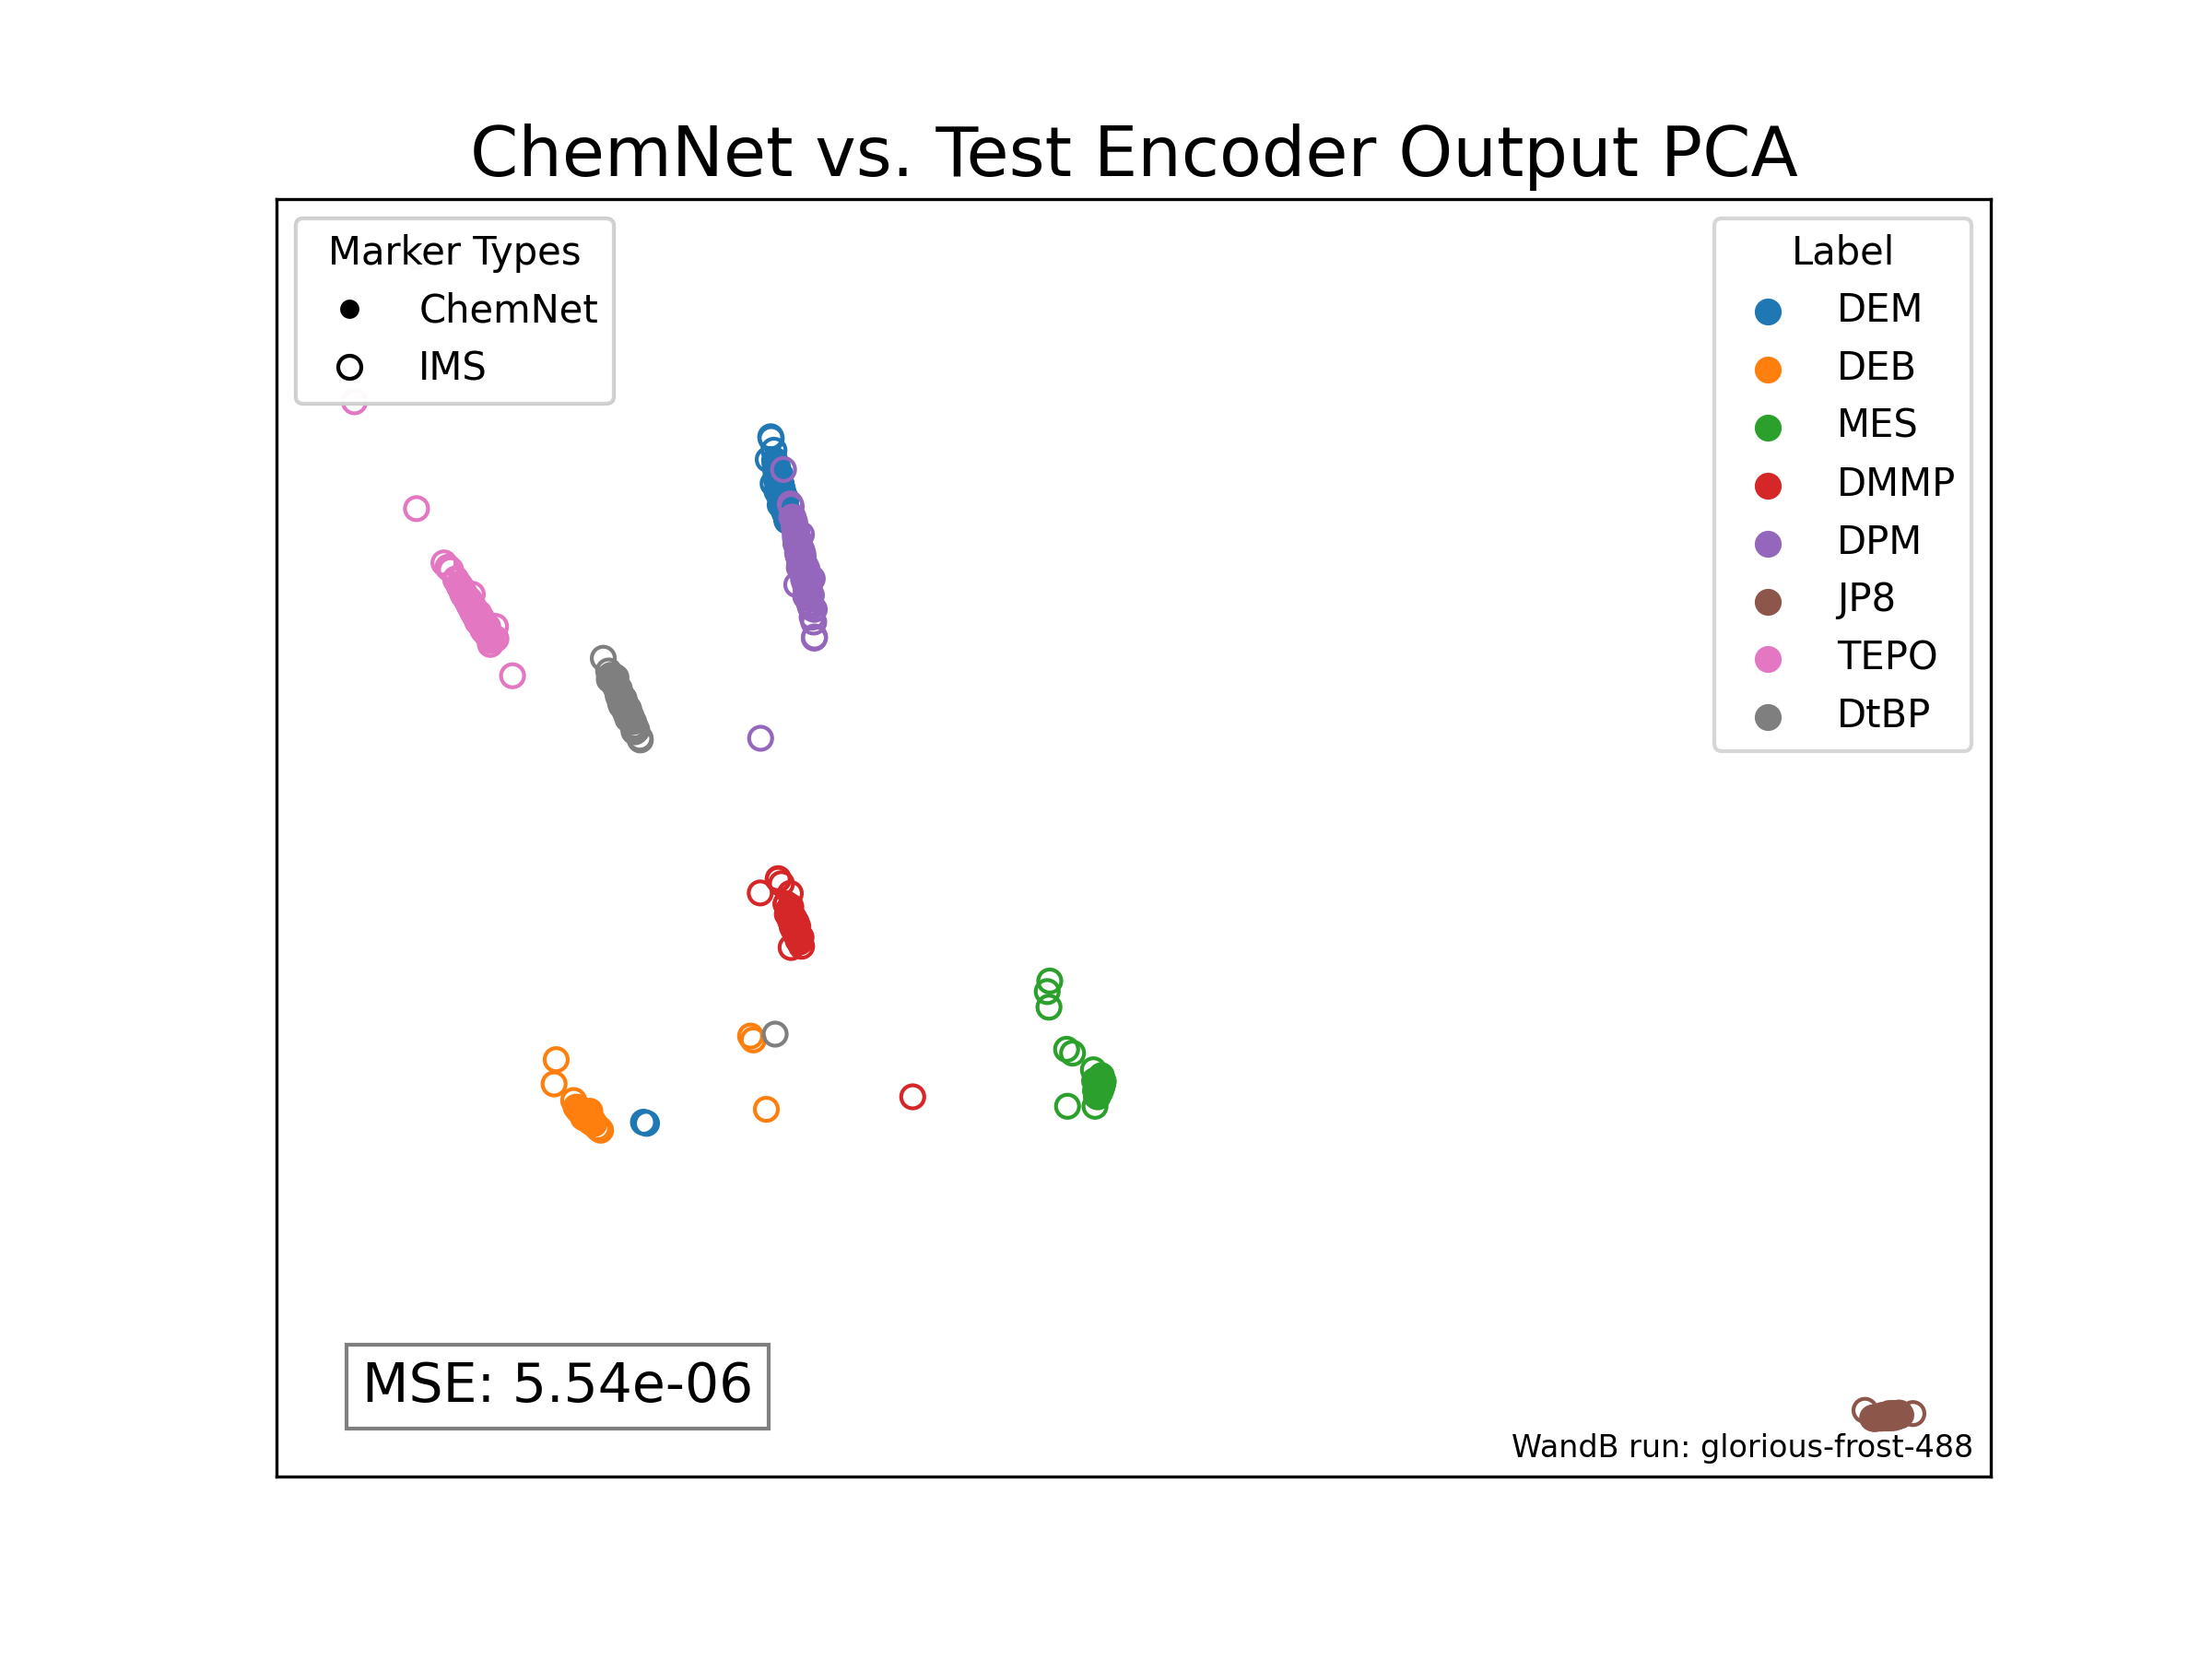 ChemNet vs. Test Encoder Output PCA
Marker Types
ChemNet
IMS
Label
DEM
DEB
MES
DMMP
DPM
JP8
TEPO
DtBP
MSE: 5.54e-06
WandB run: glorious-frost-488